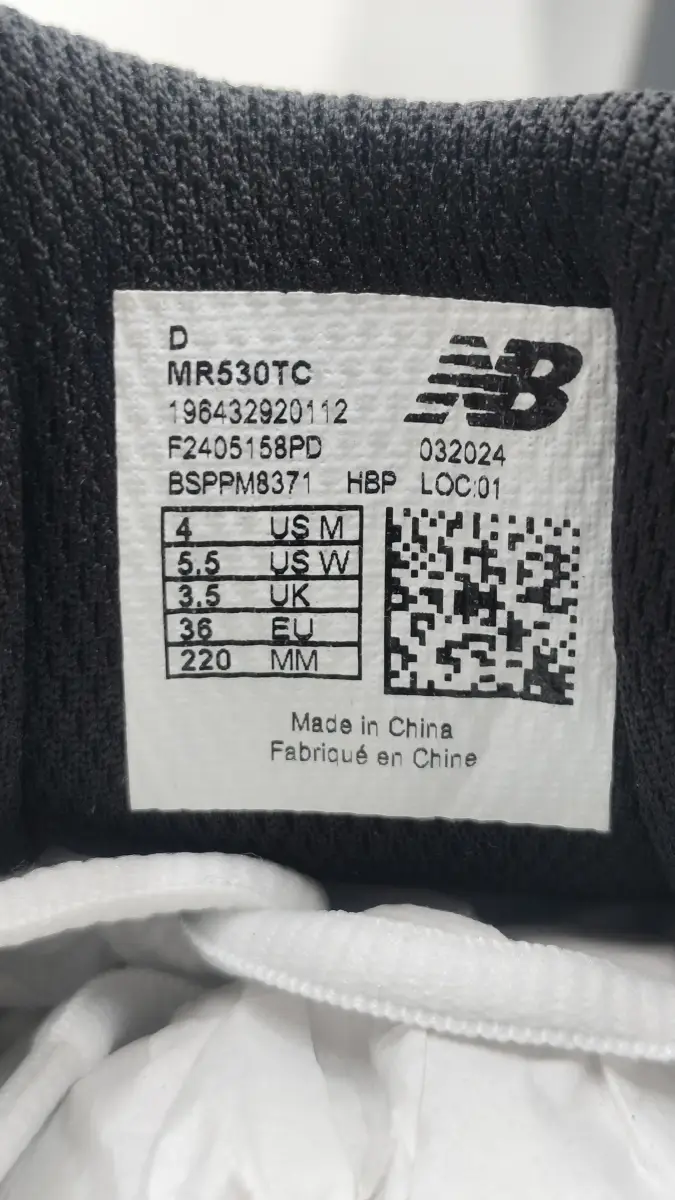 D
MR530TC
NB
196432920112
F2405158PD 032024
BSPPM8371 HBP LOC:01
4 US M
5.5 US W
3.5 UK
36 EU
220 MM
Made in China
Fabriqué en Chine